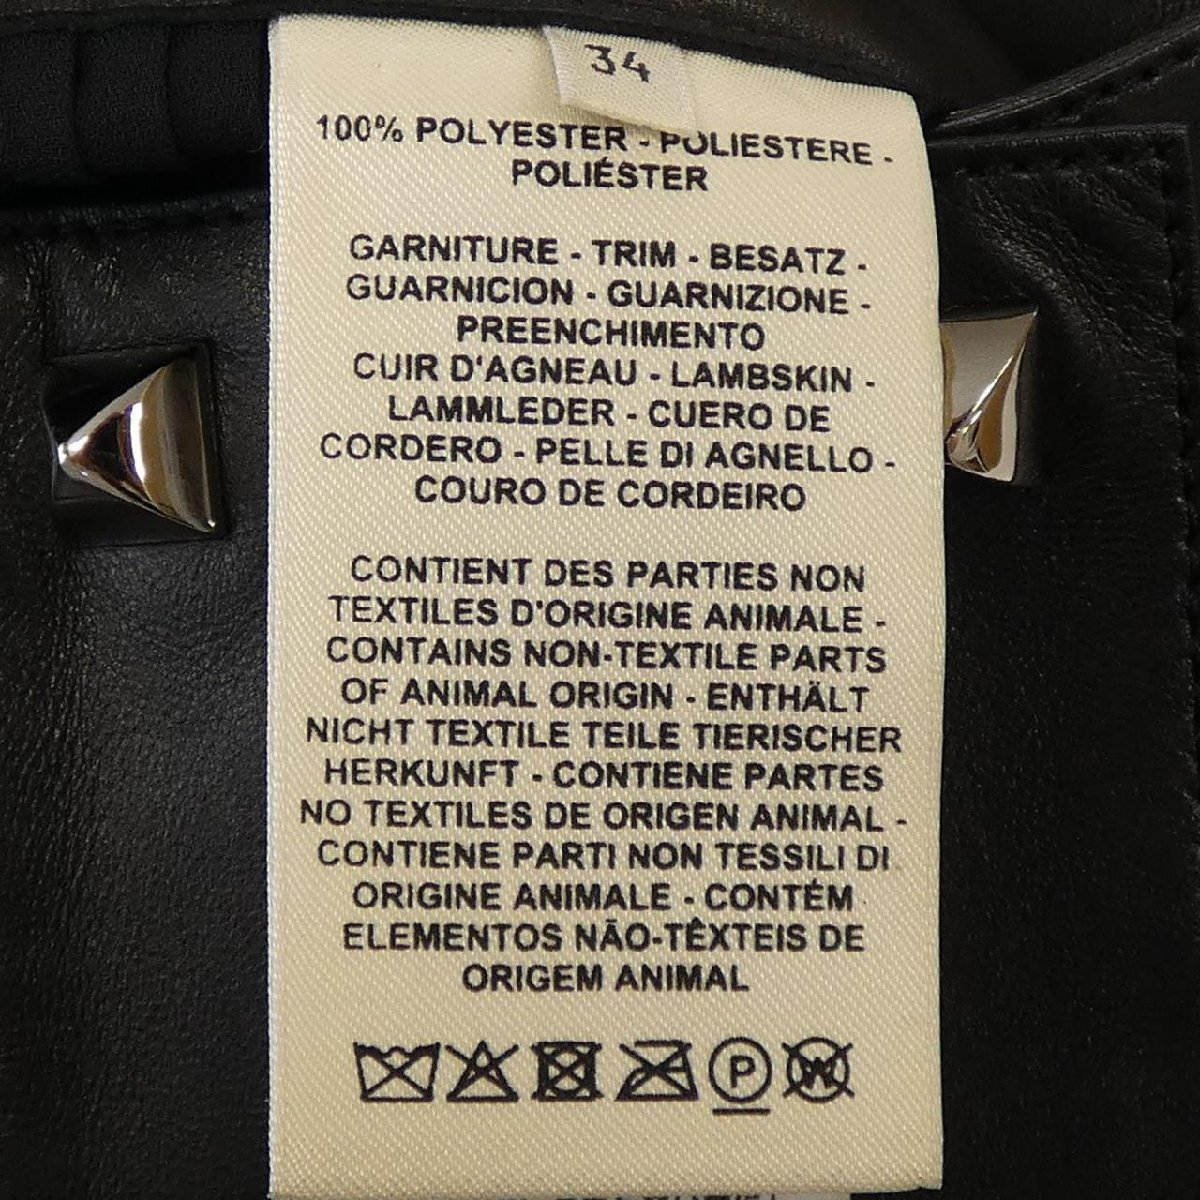 34
100% POLYESTER - POLIESTERE -
POLIÉSTER
GARNITURE - TRIM - BESATZ -
GUARNICION - GUARNIZIONE -
PREENCHIMENTO
CUIR D'AGNEAU - LAMBSKIN -
LAMMLEDER - CUERO DE
CORDERO - PELLE DI AGNELLO -
COURO DE CORDEIRO
CONTIENT DES PARTIES NON
TEXTILES D'ORIGINE ANIMALE -
CONTAINS NON-TEXTILE PARTS
OF ANIMAL ORIGIN - ENTHÄLT
NICHT TEXTILE TEILE TIERISCHER
HERKUNFT - CONTIENE PARTES
NO TEXTILES DE ORIGEN ANIMAL -
CONTIENE PARTI NON TESSILI DI
ORIGINE ANIMALE - CONTÉM
ELEMENTOS NÃO-TÊXTEIS DE
ORIGEM ANIMAL
P W